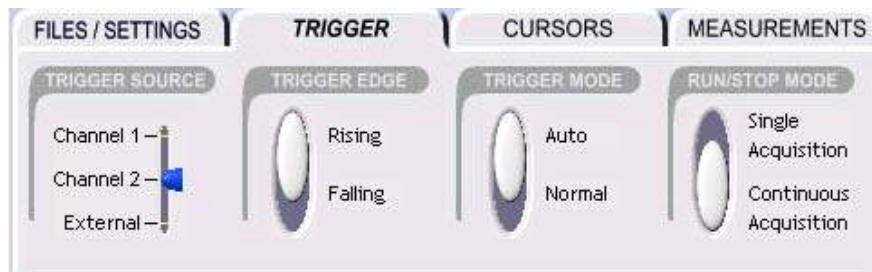 FILES / SETTINGS
TRIGGER
CURSORS
MEASUREMENTS
TRIGGER SOURCE
Channel 1
Channel 2
External
TRIGGER EDGE
Rising
Falling
TRIGGER MODE
Auto
Normal
RUN/STOP MODE
Single
Acquisition
Continuous
Acquisition